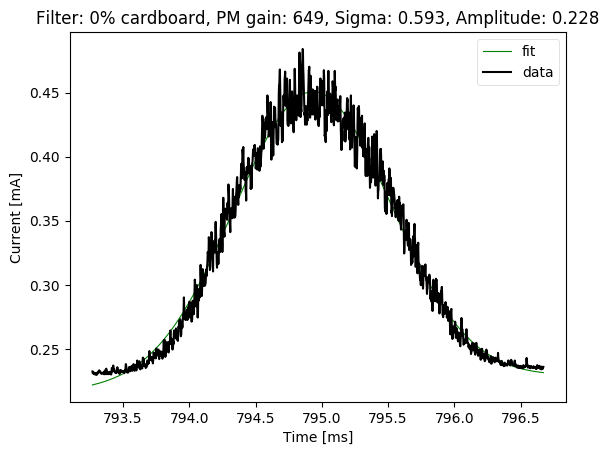 Filter: 0% cardboard, PM gain: 649, Sigma: 0.593, Amplitude: 0.228
fit
data
0.45
0.40
0.35
0.30
0.25
Current [mA]
793.5 794.0 794.5 795.0 795.5 796.0 796.5
Time [ms]